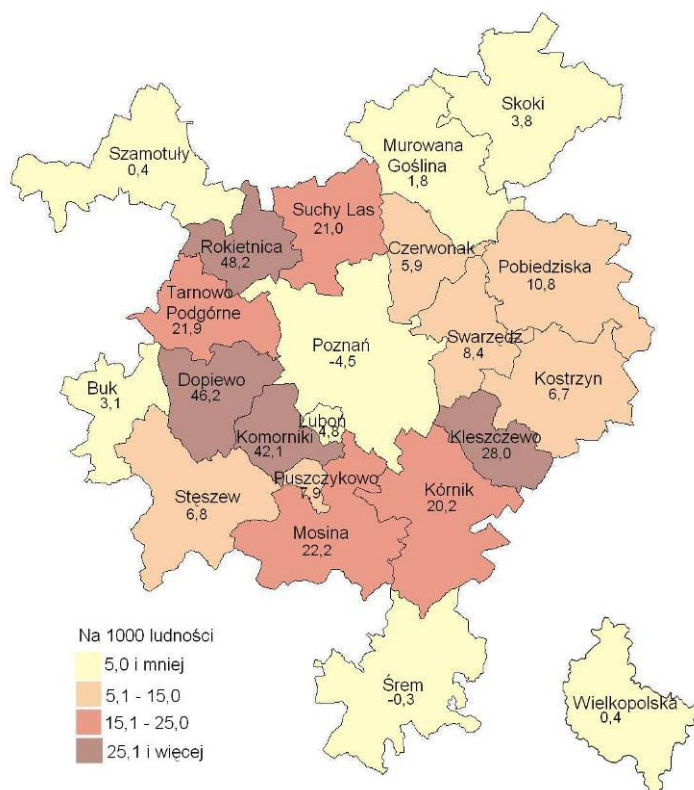 Skoki
3,8
Murowana
Goślina
1,8
Szamotuły
0,4
Suchy Las
21,0
Rokietnica
48,2
Czerwonak
5,9
Pobiedziska
10,8
Tarnowo
Podgórne
21,9
Poznań
-4,5
Swarzędz
8,4
Buk
3,1
Dopiewo
46,2
Kostrzyn
6,7
Luboń
4,8
Komorniki
42,1
Kleszczewo
28,0
Puszczykowo
7,9
Stęszew
6,8
Kórnik
20,2
Mosina
22,2
Na 1000 ludności
5,0 i mniej
5,1 - 15,0
15,1 - 25,0
25,1 i więcej
Śrem
-0,3
Wielkopolska
0,4